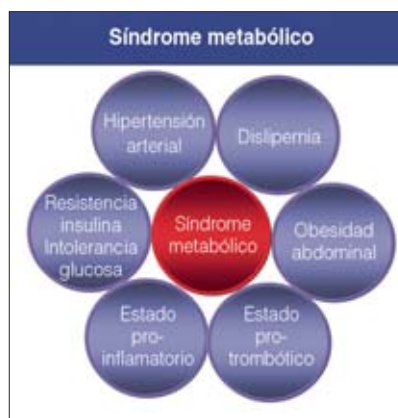 Síndrome metabólico
Hipertensión
arterial
Dislipemia
Resistencia
insulina
Intolerancia
glucosa
Síndrome
metabólico
Obesidad
abdominal
Estado
pro-
inflamatorio
Estado
pro-
trombótico